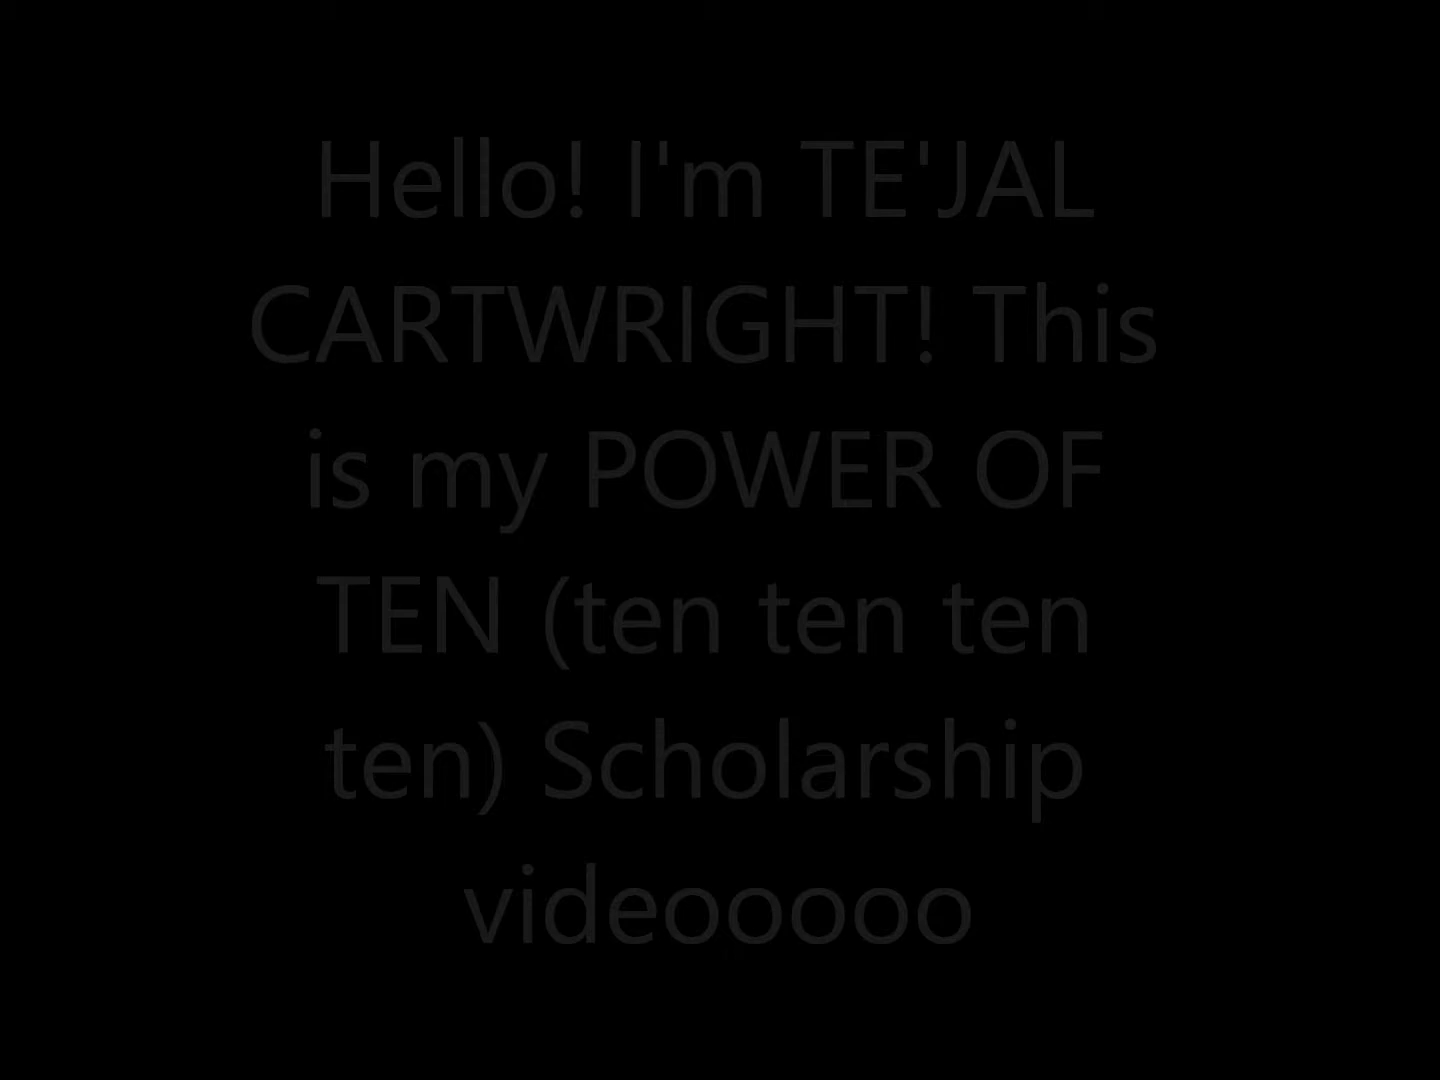 Hello! I'm TE'JAL
CARTWRIGHT! This
is my POWER OF
TEN (ten ten ten
ten) Scholarship
videooooo